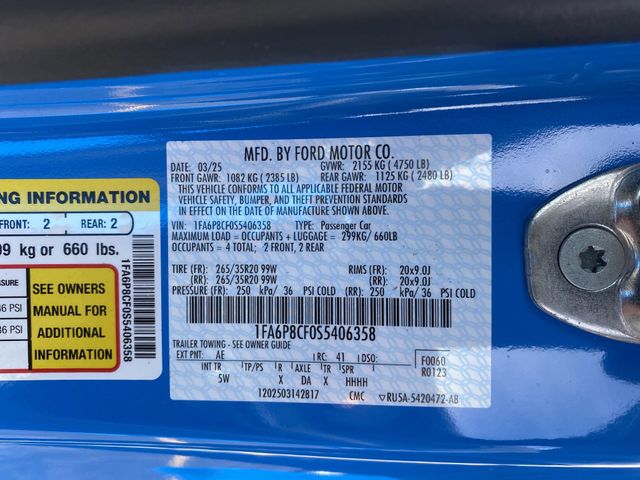 NG INFORMATION
FRONT: 2 REAR: 2
99 kg or 660 lbs.
SSURE
36 PSI
36 PSI
SEE OWNERS
MANUAL FOR
ADDITIONAL
INFORMATION
1FA6P8CF0S5406358
MFD. BY FORD MOTOR CO.
DATE: 03/25 GVWR: 2155 KG ( 4750 LB)
FRONT GAWR: 1082 KG ( 2385 LB) REAR GAWR: 1125 KG ( 2480 LB)
THIS VEHICLE CONFORMS TO ALL APPLICABLE FEDERAL MOTOR
VEHICLE SAFETY, BUMPER, AND THEFT PREVENTION STANDARDS
IN EFFECT ON THE DATE OF MANUFACTURE SHOWN ABOVE.
VIN: 1FA6P8CF0S5406358 TYPE: Passenger Car
MAXIMUM LOAD = OCCUPANTS + LUGGAGE = 299KG/ 660LB
OCCUPANTS = 4 TOTAL; 2 FRONT, 2 REAR
TIRE (FR): 265/35R20 99W RIMS (FR): 20x9.0J
(RR): 265/35R20 99W (RR): 20x9.0J
PRESSURE (FR): 250 kPa/ 36 PSI COLD (RR): 250 kPa/ 36 PSI COLD
1FA6P8CF0S5406358
TRAILER TOWING - SEE OWNER GUIDE
EXT PNT: AE RC: 41 DSO: F0060
INT TR TP/PS R AXLE TR SPR R0123
5W X DA X HHHH
1202503142817 CMC ▽RU5A-5420472-AB